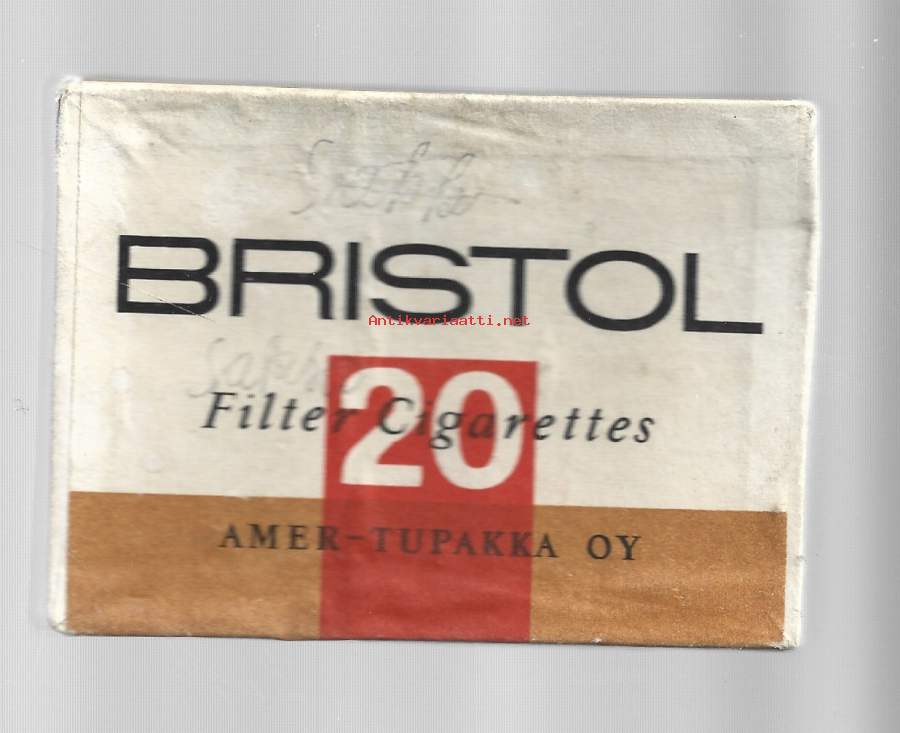 BRISTOL
Antikvariaatti.net
20
Filter Cigarettes
AMER-TUPAKKA OY